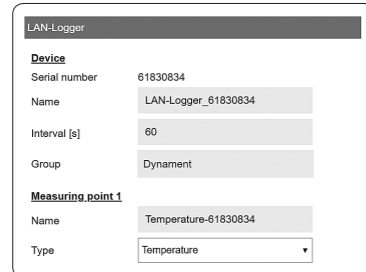 LAN-Logger
Device
Serial number 61830834
Name LAN-Logger_61830834
Interval [s] 60
Group Dynament
Measuring point 1
Name Temperature-61830834
Type Temperature